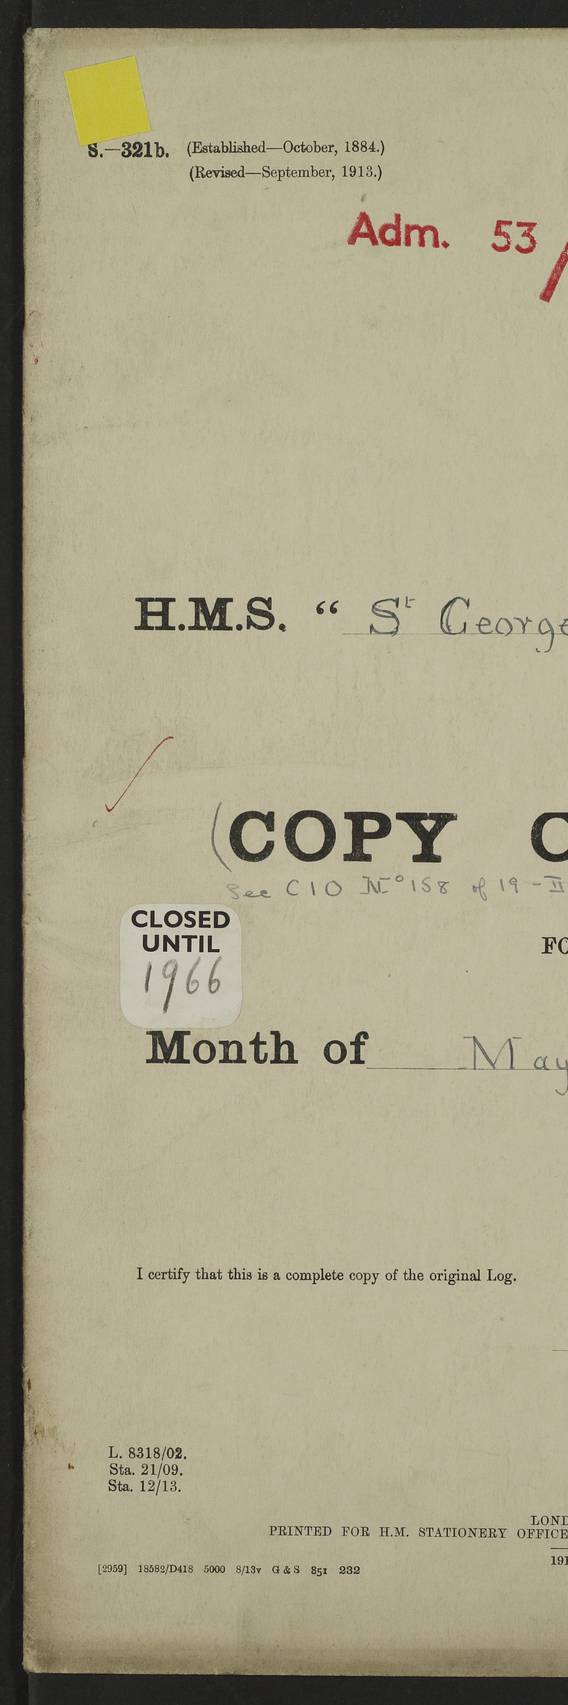 S.—321b. (Established—October, 1884.)
(Revised—September, 1913.)
Adm. 53/
H.M.S. “ St George
(COPY O
See C10 No 158 of 19-II
FO
CLOSED
UNTIL
1966
Month of May
I certify that this is a complete copy of the original Log.
L. 8318/02.
Sta. 21/09.
Sta. 12/13.
LOND
PRINTED FOR H.M. STATIONERY OFFICE
191
[2959] 18582/D418 5000 8/13v G & S 851 232